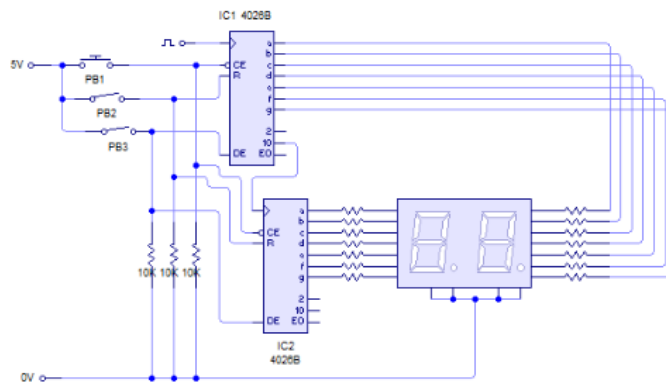 IC1 4026B
a
b
5V
PB1
CE
c
R
d
e
PB2
f
g
PB3
2
10
DE
EO
a
b
CE
c
R
d
e
f
10K
10K
10K
g
2
10
DE
EO
IC2
4026B
0V